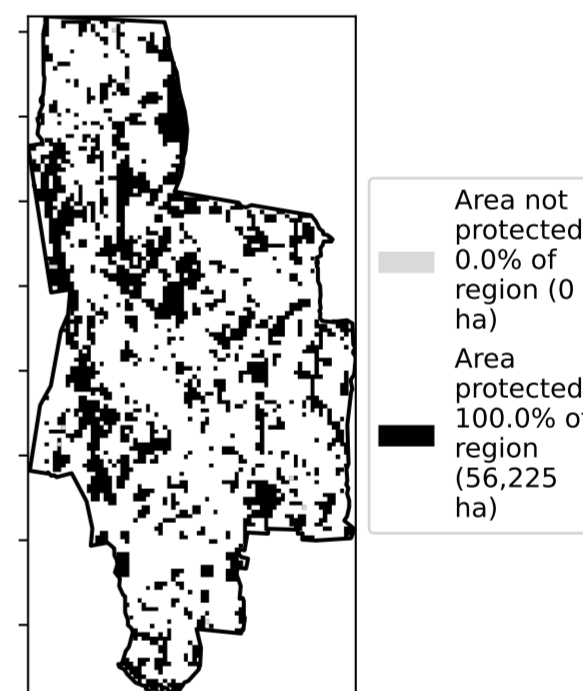 Area not
protected
0.0% of
region (0
ha)
Area
protected
100.0% of
region
(56,225
ha)